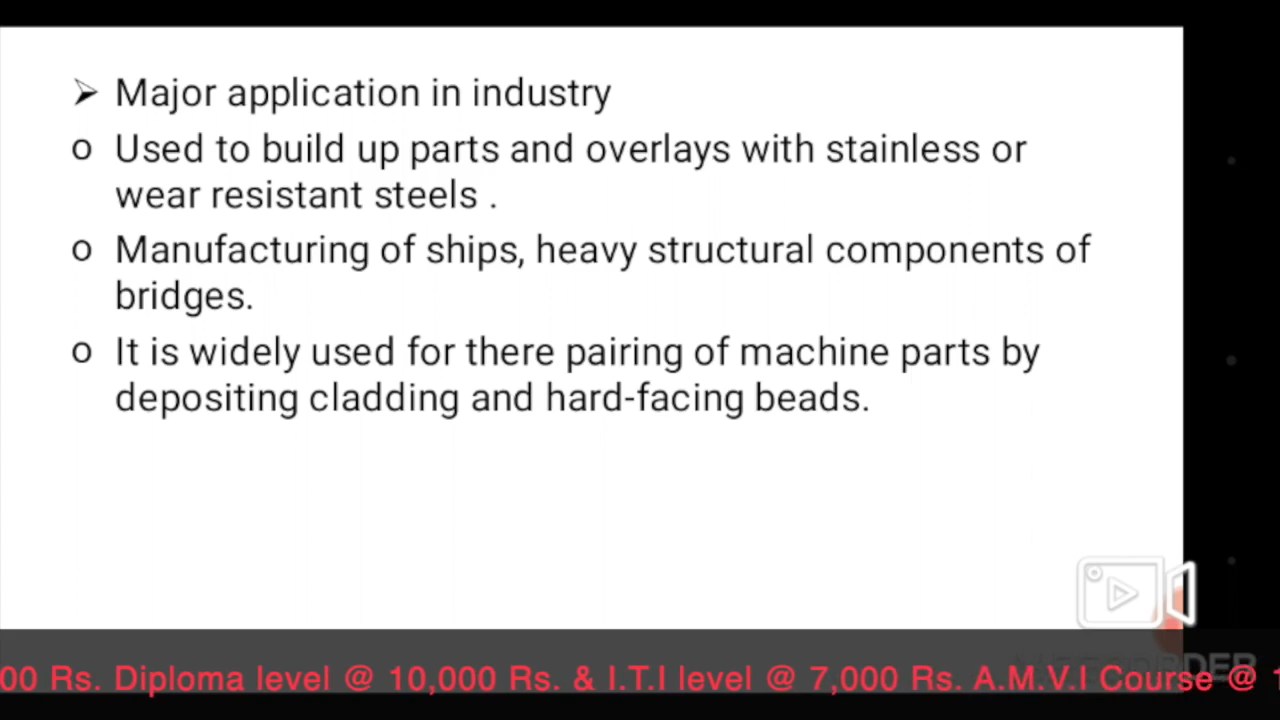 ➢ Major application in industry
o Used to build up parts and overlays with stainless or
wear resistant steels .
o Manufacturing of ships, heavy structural components of
bridges.
o It is widely used for there pairing of machine parts by
depositing cladding and hard-facing beads.
00 Rs. Diploma level @ 10,000 Rs. & I.T.I level @ 7,000 Rs. A.M.V.I Course @ 1